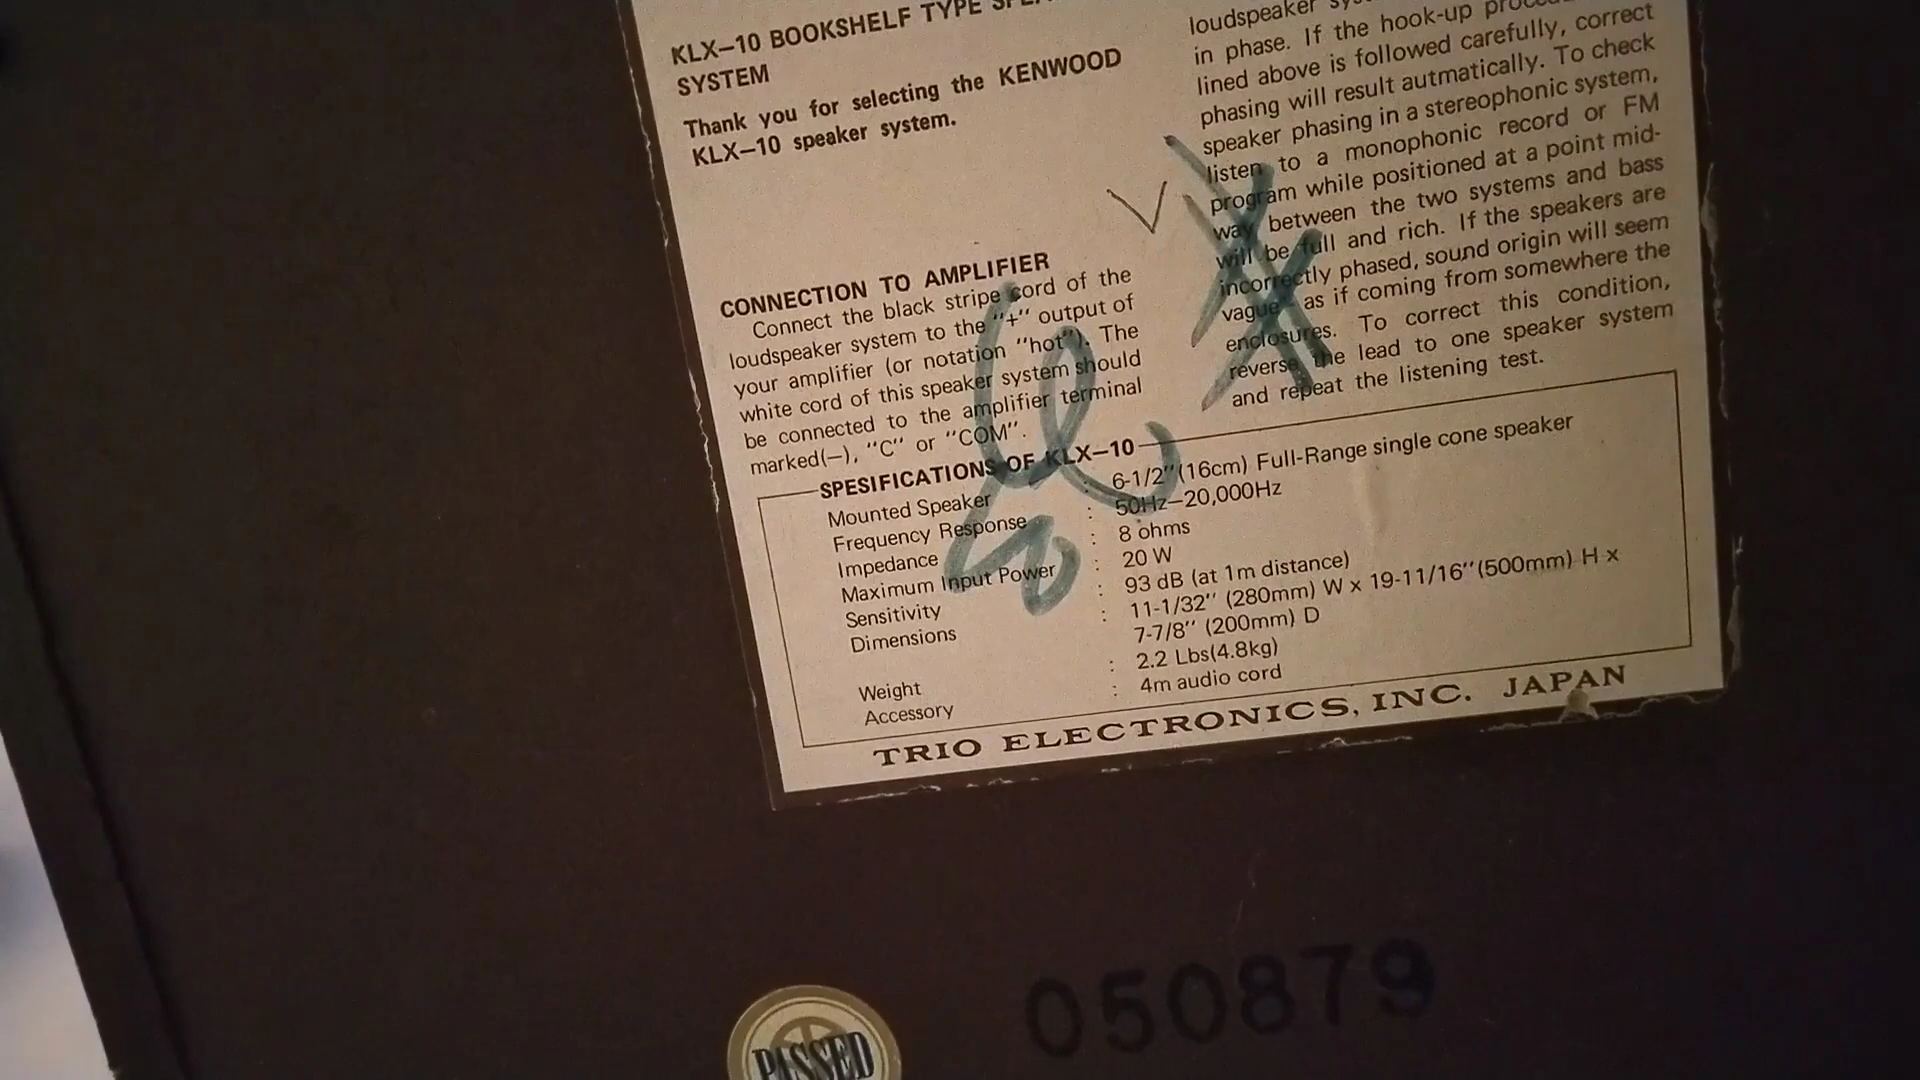 KLX–10 BOOKSHELF TYPE
SYSTEM
Thank you for selecting the KENWOOD
KLX–10 speaker system.
CONNECTION TO AMPLIFIER
Connect the black stripe cord of the
loudspeaker system to the "+" output of
your amplifier (or notation "hot"). The
white cord of this speaker system should
be connected to the amplifier terminal
marked(–), "C" or "COM".
loudspeaker
in phase. If the hook-up
lined above is followed carefully, correct
phasing will result autmatically. To check
speaker phasing in a stereophonic system,
listen to a monophonic record or FM
program while positioned at a point mid-
way between the two systems and bass
will be full and rich. If the speakers are
incorrectly phased, sound origin will seem
vague as if coming from somewhere the
enclosures. To correct this condition,
reverse the lead to one speaker system
and repeat the listening test.
SPESIFICATIONS OF KLX–10
Mounted Speaker : 6-1/2" (16cm) Full-Range single cone speaker
Frequency Response : 50Hz–20,000Hz
Impedance : 8 ohms
Maximum Input Power : 20 W
Sensitivity : 93 dB (at 1m distance)
Dimensions : 11-1/32" (280mm) W x 19-11/16" (500mm) H x
7-7/8" (200mm) D
Weight : 2.2 Lbs(4.8kg)
Accessory : 4m audio cord
TRIO ELECTRONICS, INC. JAPAN
050879
PASSED